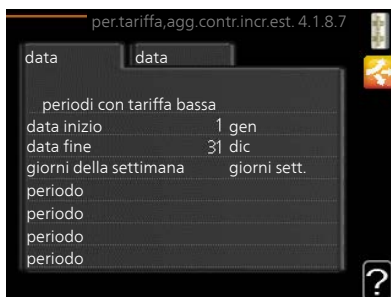 per.tariffa,agg.contr.incr.est. 4.1.8.7
data data
periodi con tariffa bassa
data inizio 1 gen
data fine 31 dic
giorni della settimana giorni sett.
periodo
periodo
periodo
periodo
?